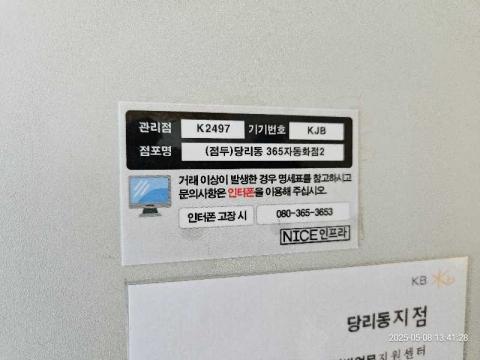 관리점 K2497 기기번호 KJB
점포명 (점두)당리동 365자동화점2
거래 이상이 발생한 경우 명세표를 참고하시고
문의사항은 인터폰을 이용해 주십시오.
인터폰 고장 시 080-365-3653
NICE인프라
KB
당리동지점
지원센터
2025-05-08 13:41:28